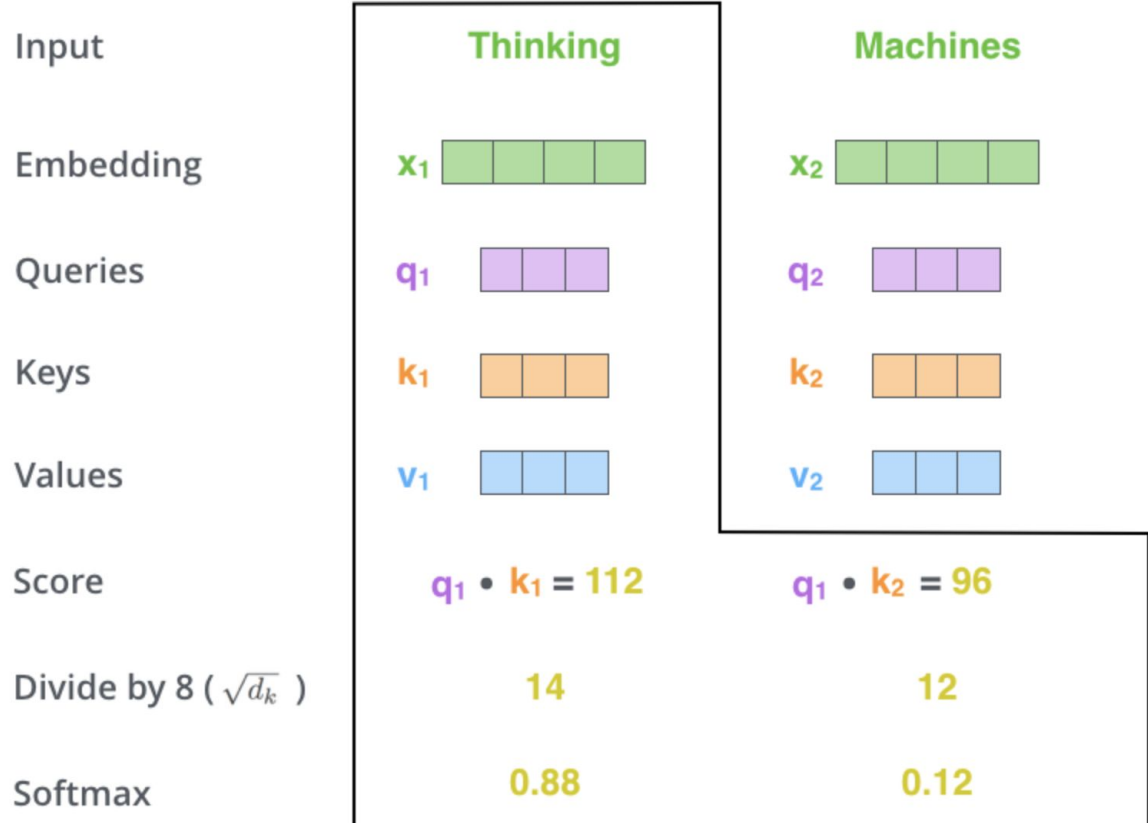 Input Thinking Machines
Embedding x₁ x₂
Queries q₁ q₂
Keys k₁ k₂
Values v₁ v₂
Score q₁ • k₁ = 112 q₁ • k₂ = 96
Divide by 8 ( √dₖ ) 14 12
Softmax 0.88 0.12